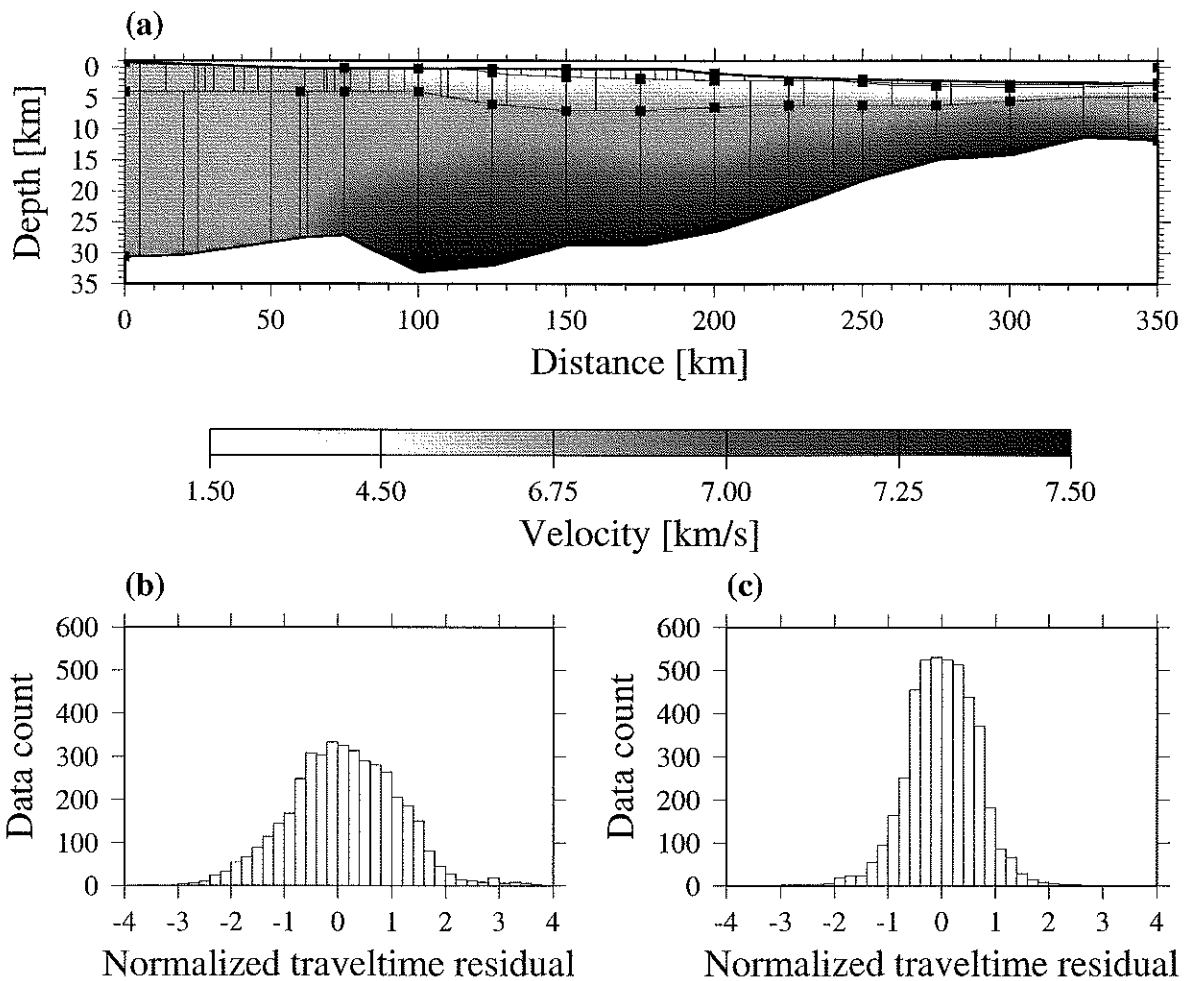 (a)
0
5
10
15
20
25
30
35
Depth [km]
0 50 100 150 200 250 300 350
Distance [km]
1.50 4.50 6.75 7.00 7.25 7.50
Velocity [km/s]
(b)
600
500
400
300
200
100
0
Data count
-4 -3 -2 -1 0 1 2 3 4
Normalized traveltime residual
(c)
600
500
400
300
200
100
0
Data count
-4 -3 -2 -1 0 1 2 3 4
Normalized traveltime residual